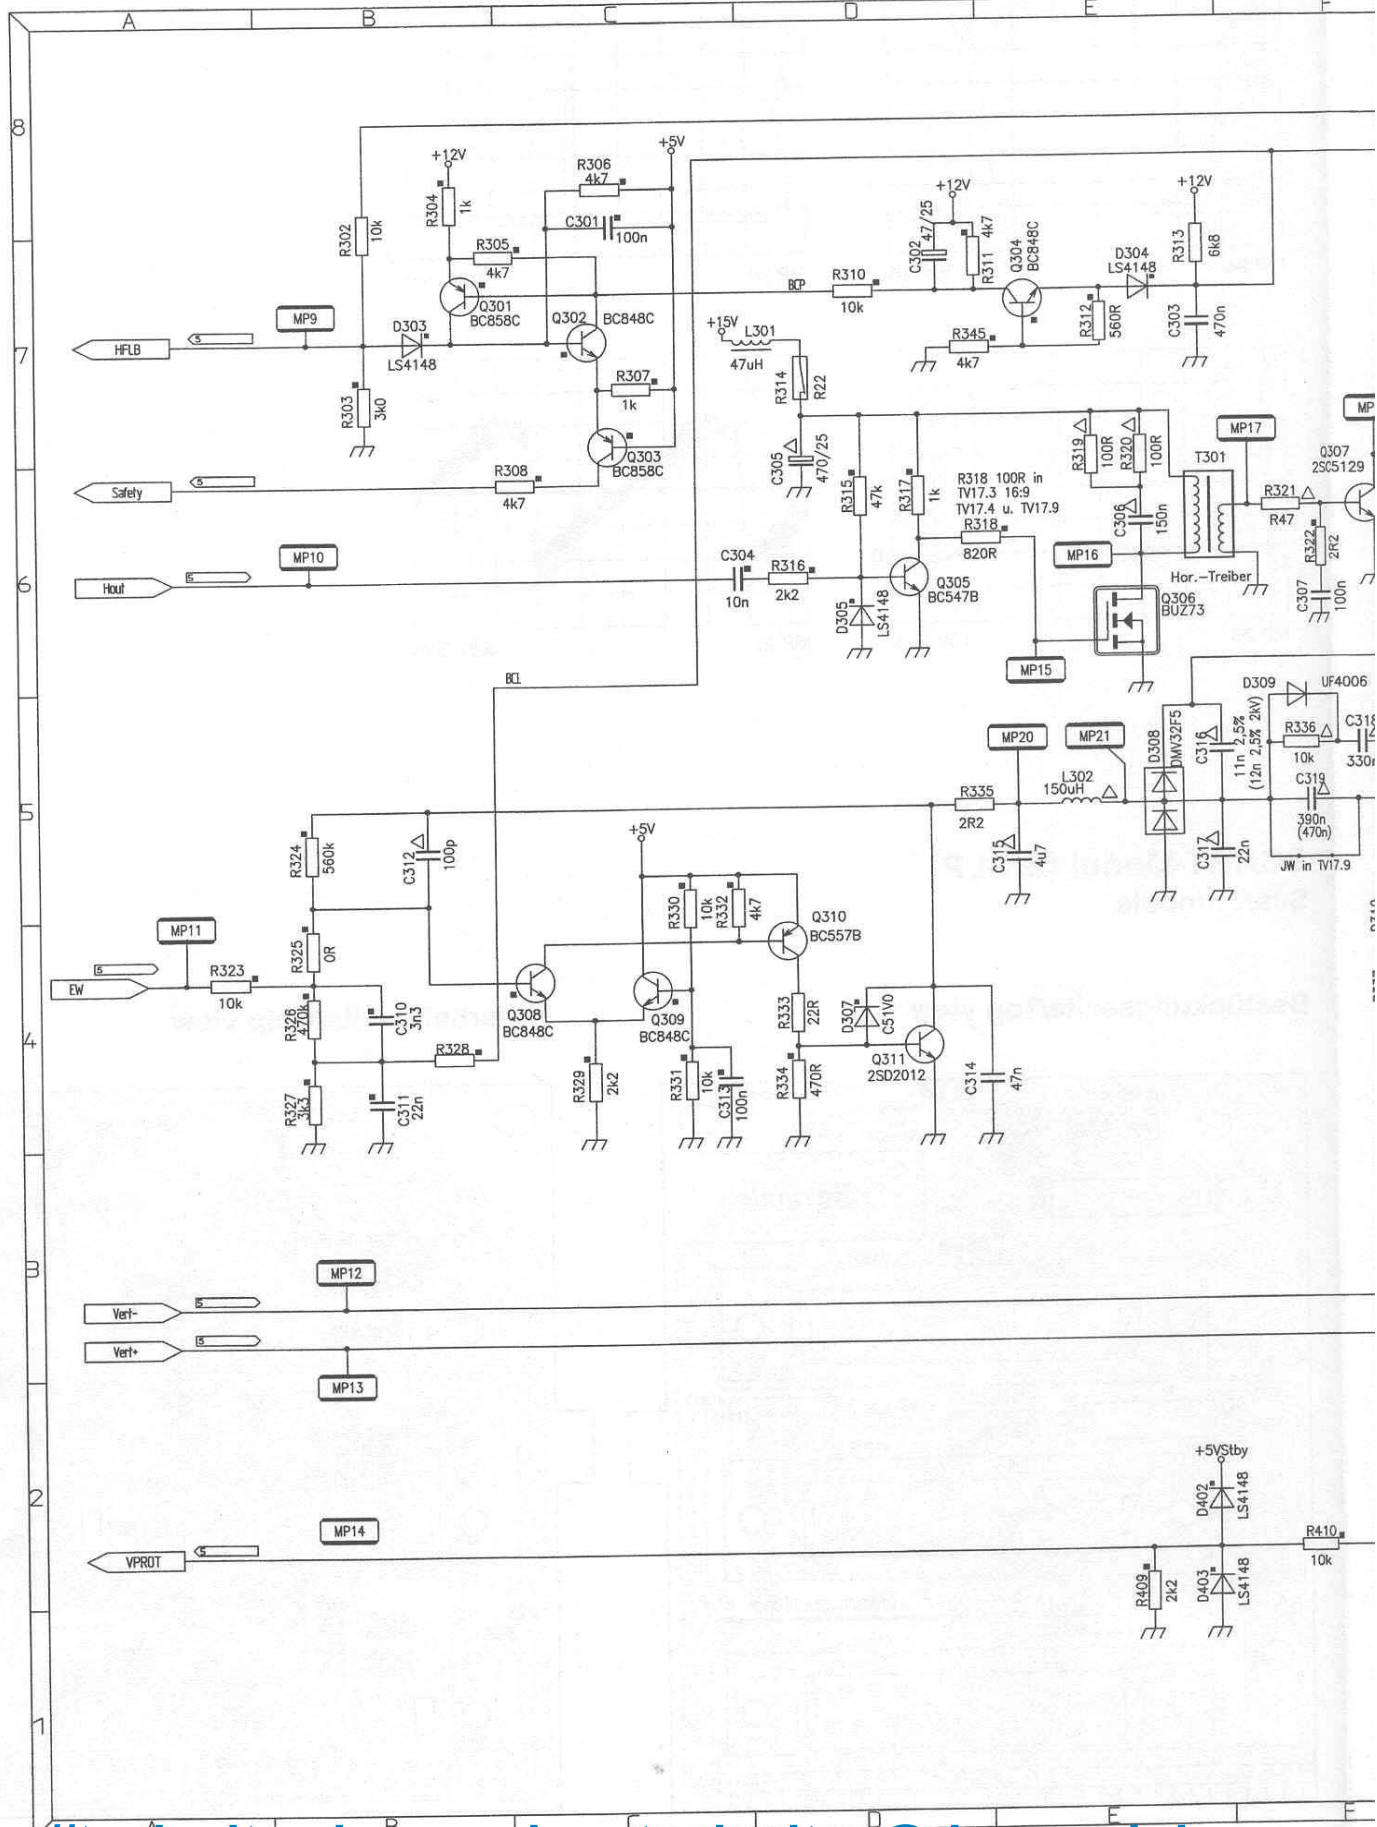 A B C D E F
8
+5V
+12V
R306
4k7
R304
1k
C301
100n
R302
10k
R305
4k7
+12V
47/25
C302
R311
4k7
Q304
BC848C
+12V
R313
6k8
D304
LS4148
R310
10k
BCP
Q301
BC858C
Q302
BC848C
MP9
D303
LS4148
HFLB
5
7
+15V
L301
47uH
R312
560R
C303
470n
R345
4k7
R314
R22
R307
1k
R303
3k0
Q303
BC858C
MP17
Q307
2SC5129
C305
470/25
R319
100R
R320
100R
T301
Safety
5
R308
4k7
R315
47k
R317
1k
R318 100R in
TV17.3 16:9
TV17.4 u. TV17.9
R318
820R
C306
150n
R321
R47
R322
2R2
MP10
MP16
Hor.-Treiber
Hout
5
6
C304
10n
R316
2k2
Q305
BC547B
D305
LS4148
Q306
BUZ73
C307
100n
MP15
BCL
D309
UF4006
MP20
MP21
D308
DMV32F5
C316
11n 2,5%
(12n 2,5% 2kV)
R336
10k
C318
L302
150uH
C319
390n
(470n)
R335
2R2
5
R324
560k
C312
100p
+5V
C315
4u7
C317
22n
JW in TV17.9
R330
10k
R332
4k7
Q310
BC557B
MP11
R325
0R
EW
5
R323
10k
R326
470k
C310
3n3
Q308
BC848C
Q309
BC848C
R333
22R
D307
C51V0
4
R328
Q311
2SD2012
R329
2k2
R331
10k
C313
100n
R334
470R
C314
47n
R327
3k3
C311
22n
3
MP12
Vert-
5
Vert+
5
MP13
+5VStby
2
D402
LS4148
MP14
VPROT
5
R410
10k
R409
2k2
D403
LS4148
1